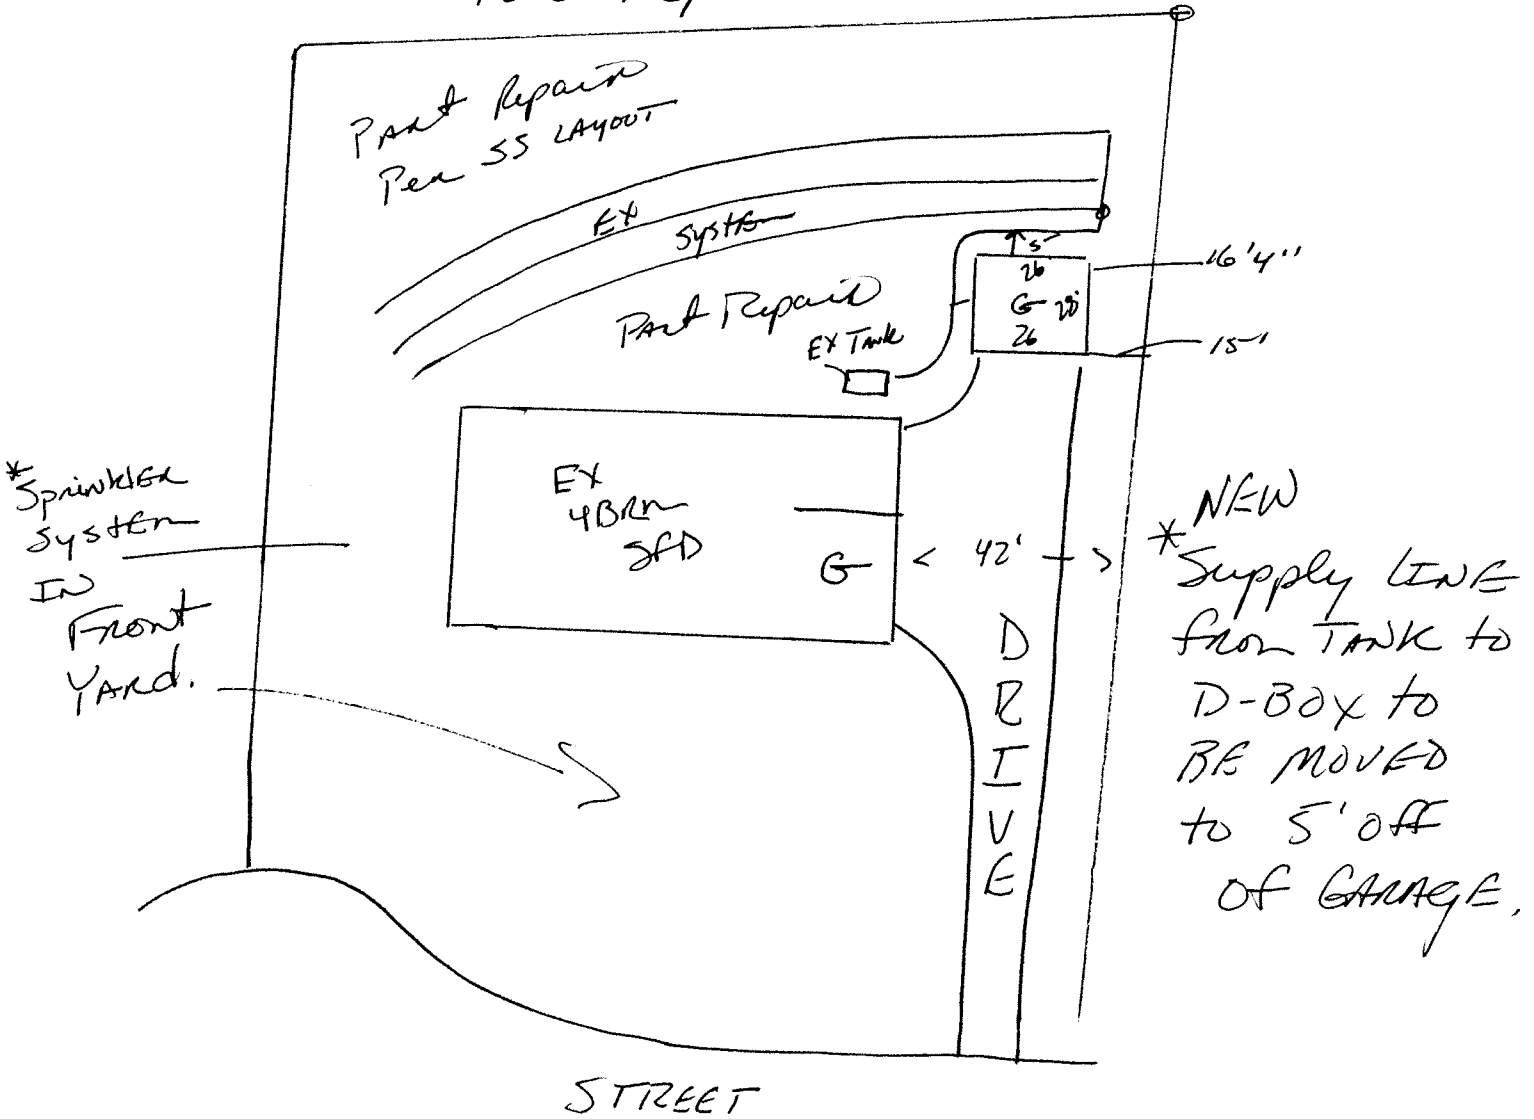 Part Repair
Per SS LAYOUT
EX
System
5'
26
G 28'
26
16'4"
15'
Part Repair
EX Tank
* Sprinkler
System
IN
Front
Yard.
EX
4BRM
SFD
G
< 42' >
DRIVE
* NEW
Supply LINE
from TANK to
D-BOX to
BE MOVED
to 5' off
of GARAGE.
STREET